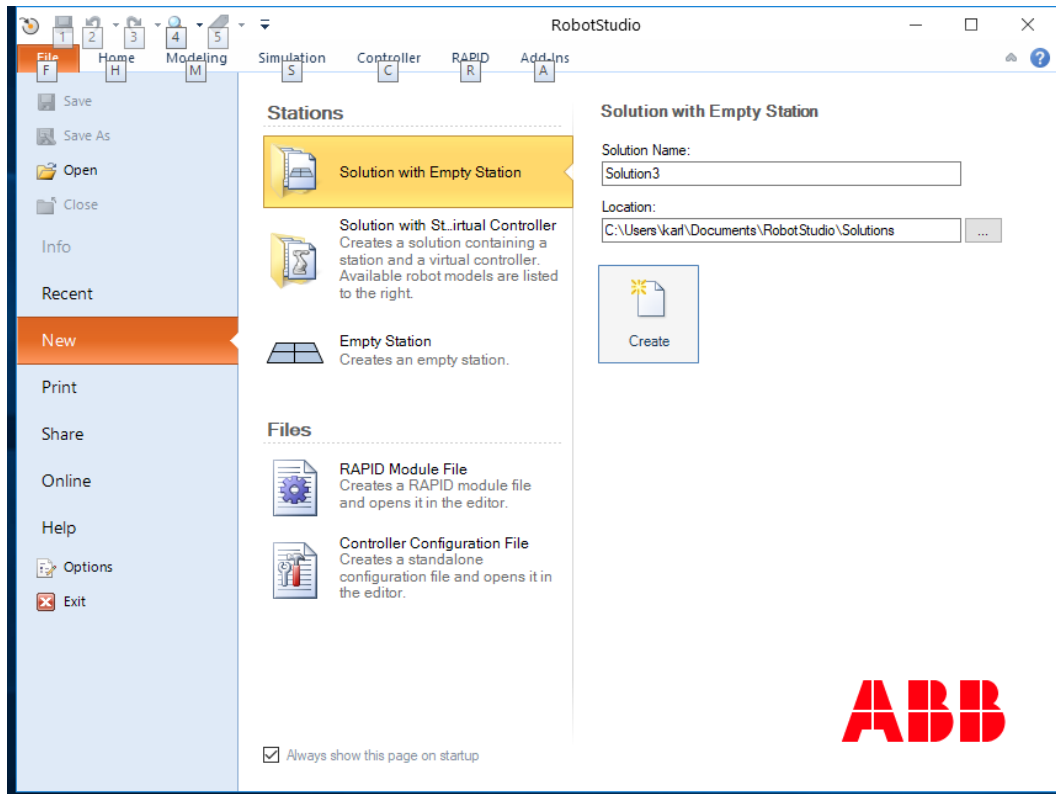 RobotStudio
1 2 3 4 5
File Home Modeling Simulation Controller RAPID Add-Ins
F H M S C R A
Save
Save As
Open
Close
Info
Recent
New
Print
Share
Online
Help
Options
Exit
Stations
Solution with Empty Station
Solution with St...irtual Controller
Creates a solution containing a
station and a virtual controller.
Available robot models are listed
to the right.
Empty Station
Creates an empty station.
Files
RAPID Module File
Creates a RAPID module file
and opens it in the editor.
Controller Configuration File
Creates a standalone
configuration file and opens it in
the editor.
Always show this page on startup
Solution with Empty Station
Solution Name:
Solution3
Location:
C:\Users\karl\Documents\RobotStudio\Solutions
...
Create
ABB